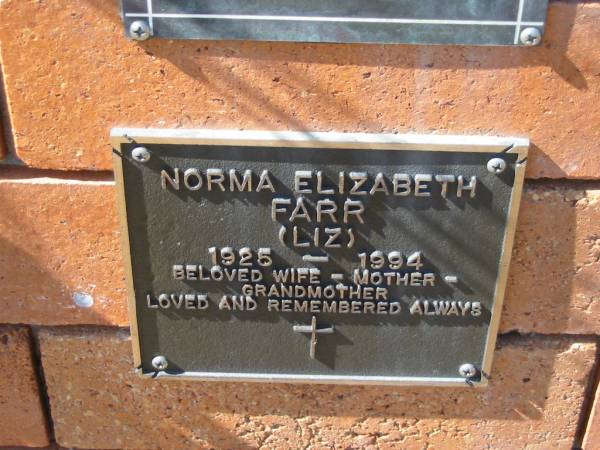 NORMA ELIZABETH
FARR
(LIZ)
1925 — 1994
BELOVED WIFE - MOTHER -
GRANDMOTHER
LOVED AND REMEMBERED ALWAYS